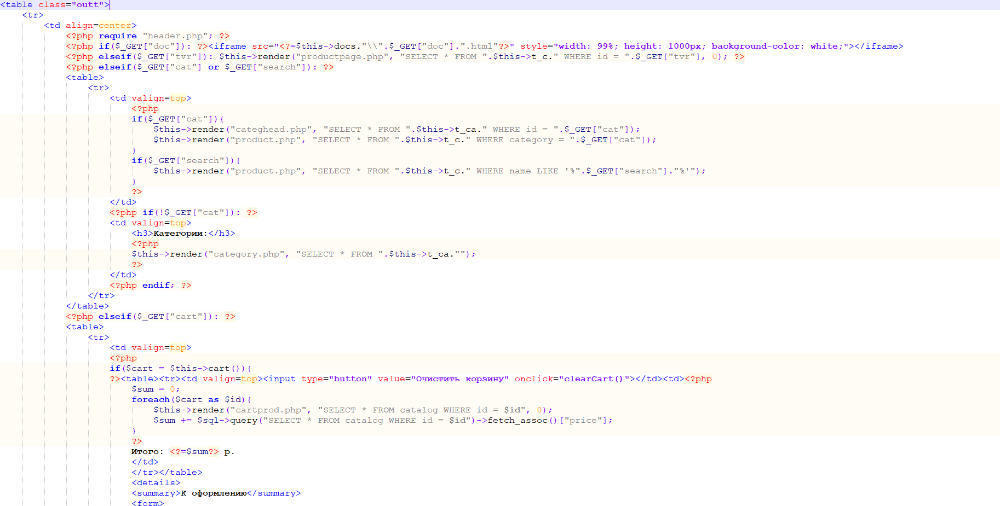 <table class="outt">
<tr>
<td align=center>
<?php require "header.php"; ?>
<?php if($_GET["doc"]): ?><iframe src="<?=$this->docs."\\".$_GET["doc"].".html"?>" style="width: 99%; height: 1000px; background-color: white;"></iframe>
<?php elseif($_GET["tvr"]): $this->render("productpage.php", "SELECT * FROM ".$this->t_c." WHERE id = ".$_GET["tvr"], 0); ?>
<?php elseif($_GET["cat"] or $_GET["search"]): ?>
<table>
<tr>
<td valign=top>
<?php
if($_GET["cat"]){
$this->render("categhead.php", "SELECT * FROM ".$this->t_ca." WHERE id = ".$_GET["cat"]);
$this->render("product.php", "SELECT * FROM ".$this->t_c." WHERE category = ".$_GET["cat"]);
}
if($_GET["search"]){
$this->render("product.php", "SELECT * FROM ".$this->t_c." WHERE name LIKE '%".$_GET["search"]."%'");
}
?>
</td>
<?php if(!$_GET["cat"]): ?>
<td valign=top>
<h3>Категории:</h3>
<?php
$this->render("category.php", "SELECT * FROM ".$this->t_ca."");
?>
</td>
<?php endif; ?>
</tr>
</table>
<?php elseif($_GET["cart"]): ?>
<table>
<tr>
<td valign=top>
<?php
if($cart = $this->cart()){
?><table><tr><td valign=top><input type="button" value="Очистить корзину" onclick="clearCart()"></td><td><?php
$sum = 0;
foreach($cart as $id){
$this->render("cartprod.php", "SELECT * FROM catalog WHERE id = $id", 0);
$sum += $sql->query("SELECT * FROM catalog WHERE id = $id")->fetch_assoc()["price"];
}
?>
Итого: <?=$sum?> р.
</td>
</tr></table>
<details>
<summary>К оформлению</summary>
<form>